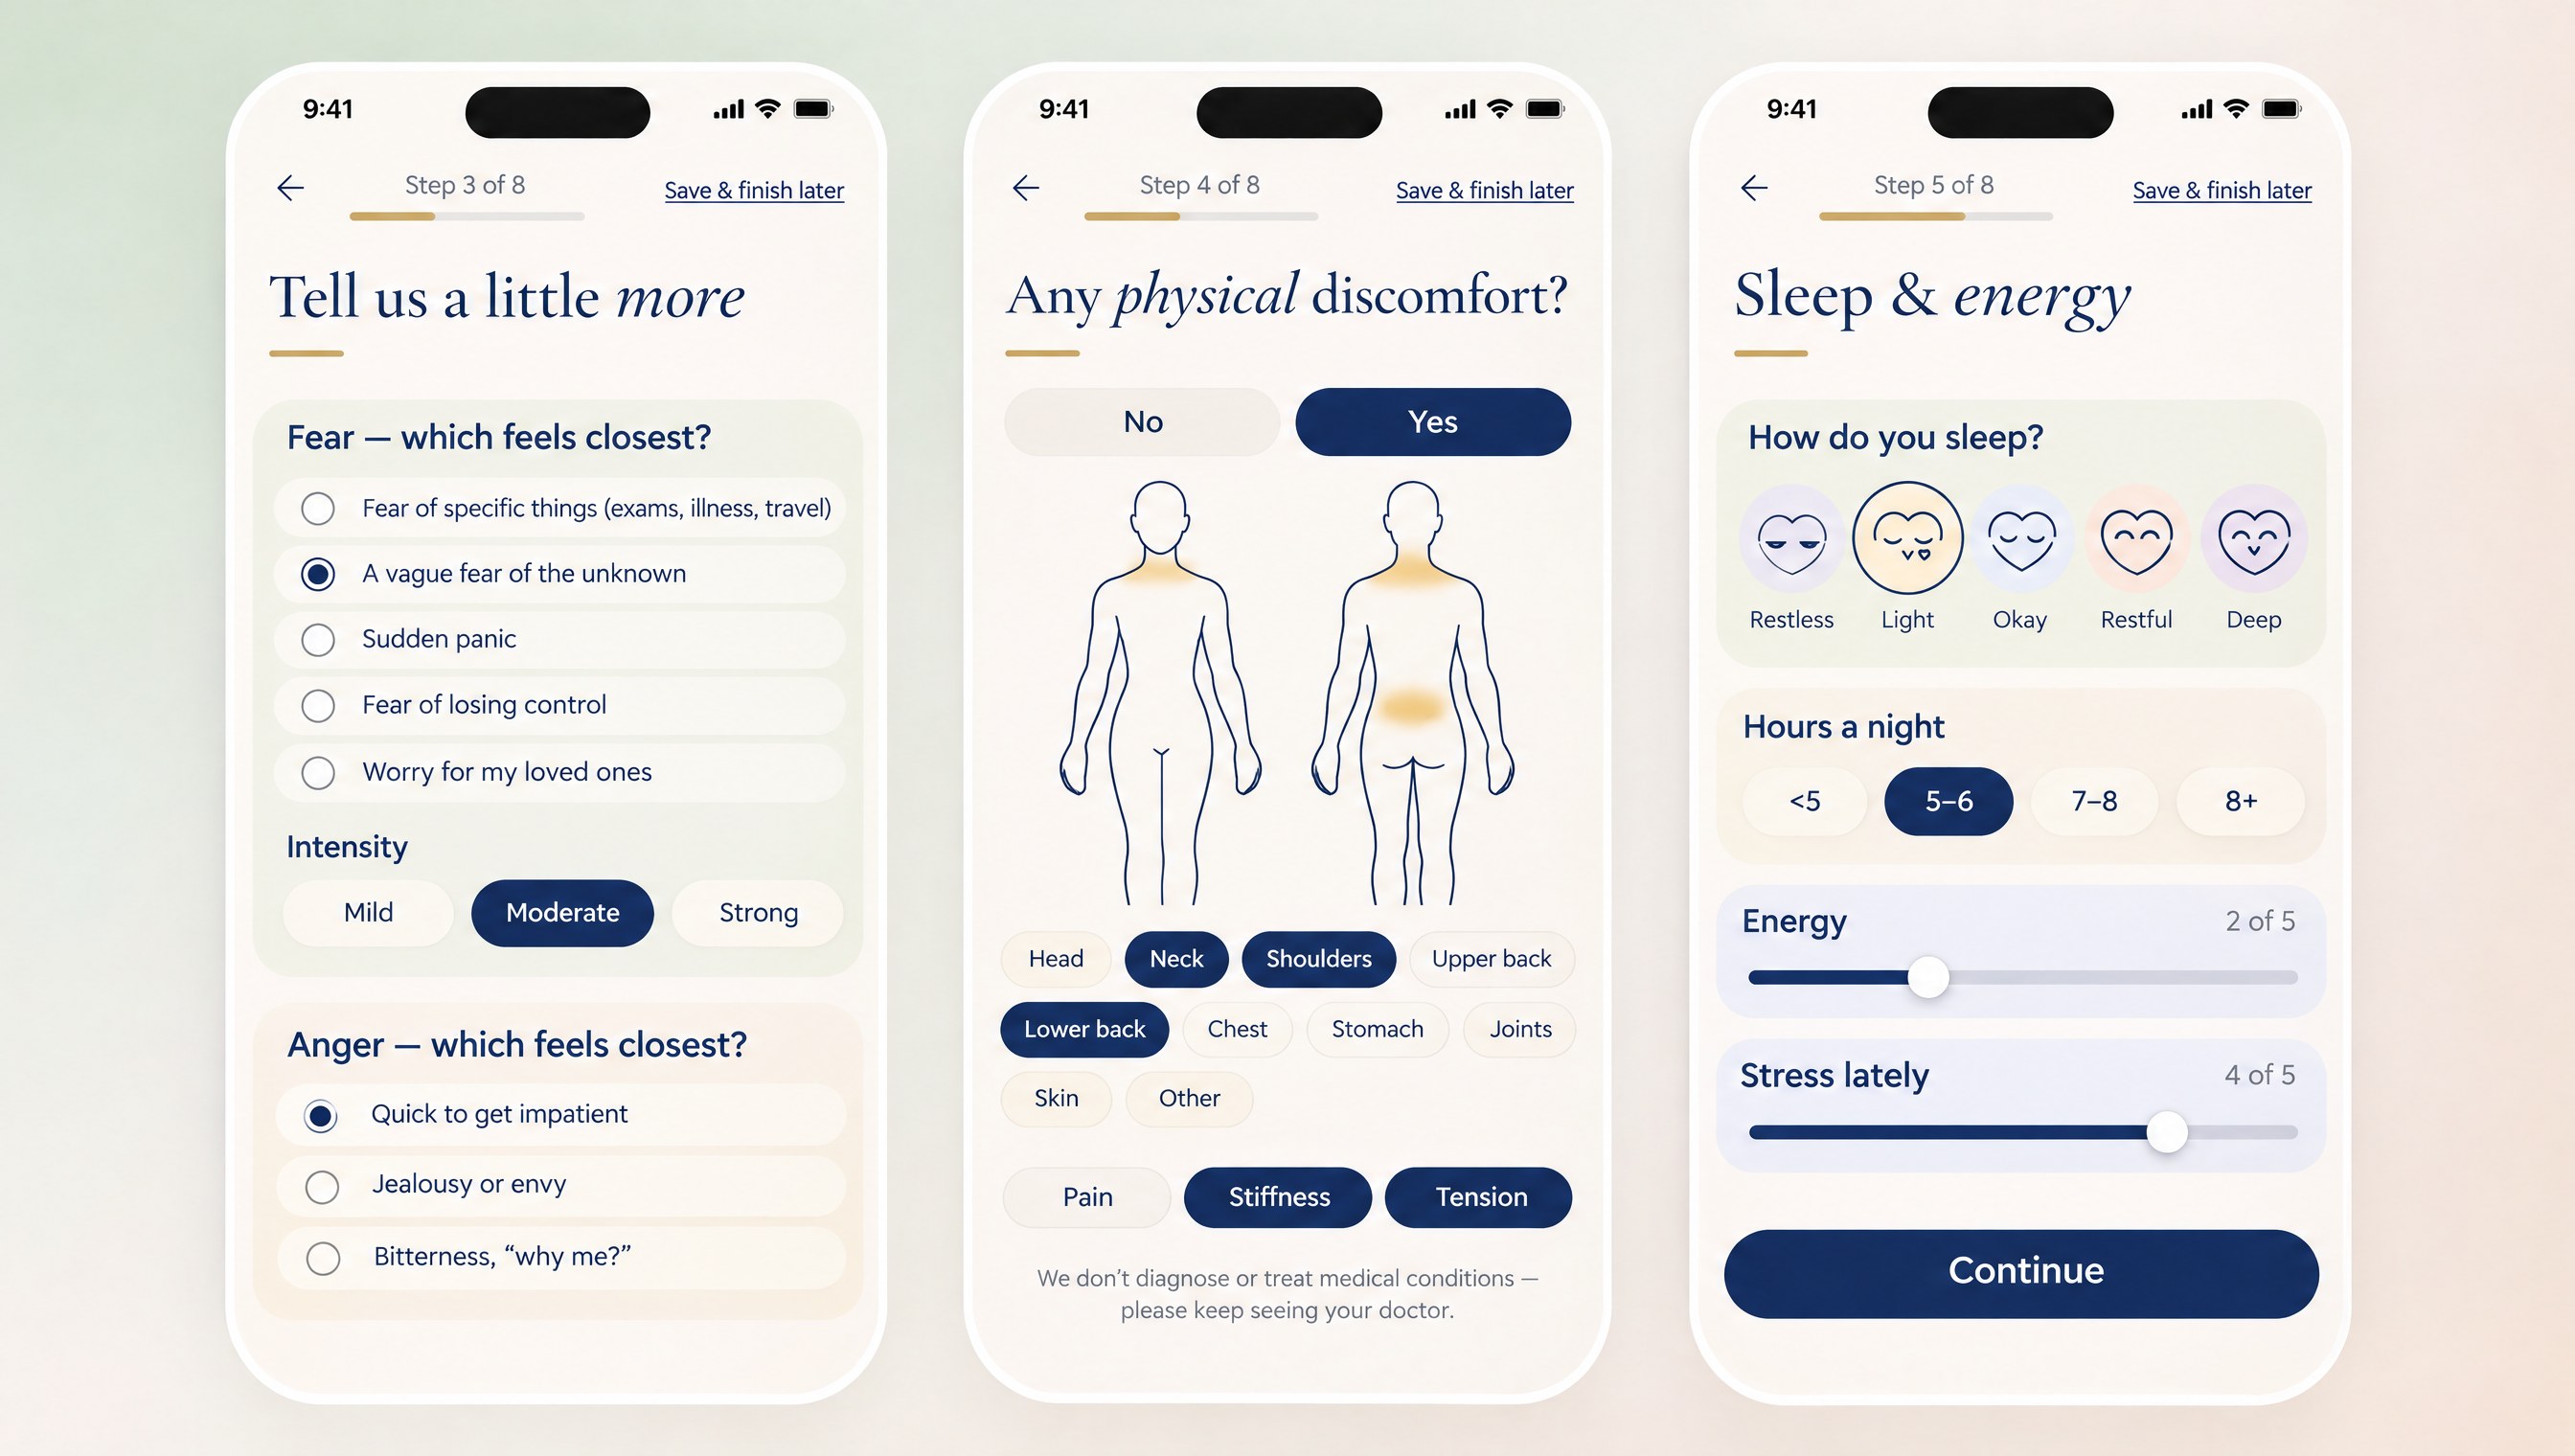 9:41
Step 3 of 8
Save & finish later
Tell us a little more
Fear — which feels closest?
Fear of specific things (exams, illness, travel)
A vague fear of the unknown
Sudden panic
Fear of losing control
Worry for my loved ones
Intensity
Mild Moderate Strong
Anger — which feels closest?
Quick to get impatient
Jealousy or envy
Bitterness, “why me?”
9:41
Step 4 of 8
Save & finish later
Any physical discomfort?
No Yes
Head Neck Shoulders Upper back
Lower back Chest Stomach Joints
Skin Other
Pain Stiffness Tension
We don’t diagnose or treat medical conditions —
please keep seeing your doctor.
9:41
Step 5 of 8
Save & finish later
Sleep & energy
How do you sleep?
Restless Light Okay Restful Deep
Hours a night
<5 5–6 7–8 8+
Energy 2 of 5
Stress lately 4 of 5
Continue